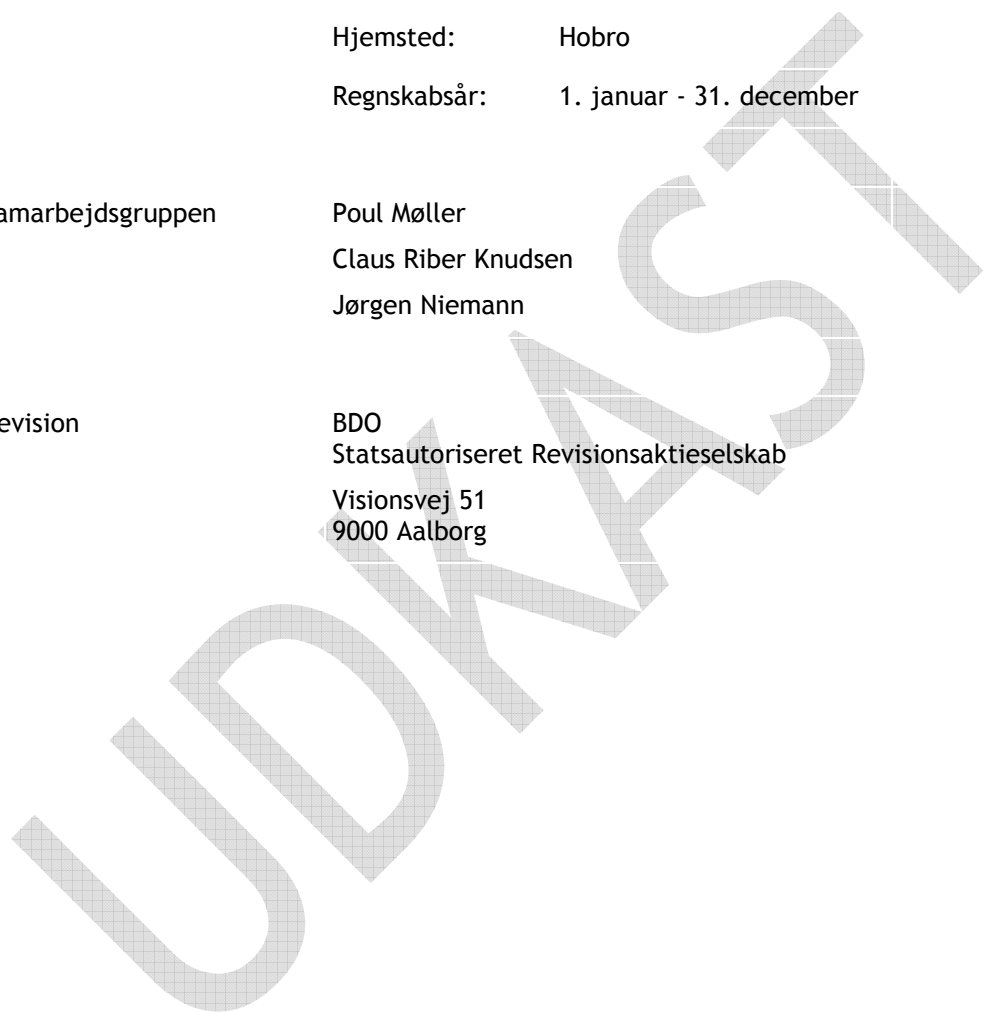 Hjemsted: Hobro
Regnskabsår: 1. januar - 31. december
amarbejdsgruppen Poul Møller
Claus Riber Knudsen
Jørgen Niemann
evision BDO
Statsautoriseret Revisionsaktieselskab
Visionsvej 51
9000 Aalborg
UDKAST